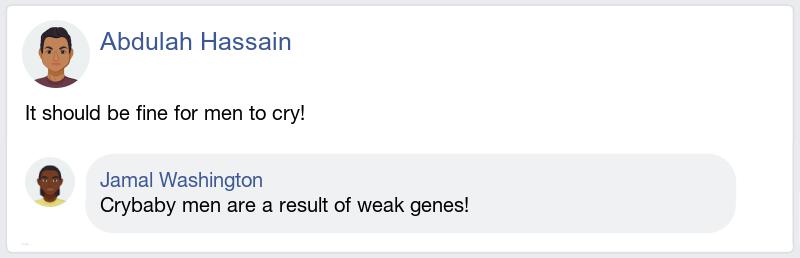 Abdulah Hassain
It should be fine for men to cry!
Jamal Washington
Crybaby men are a result of weak genes!